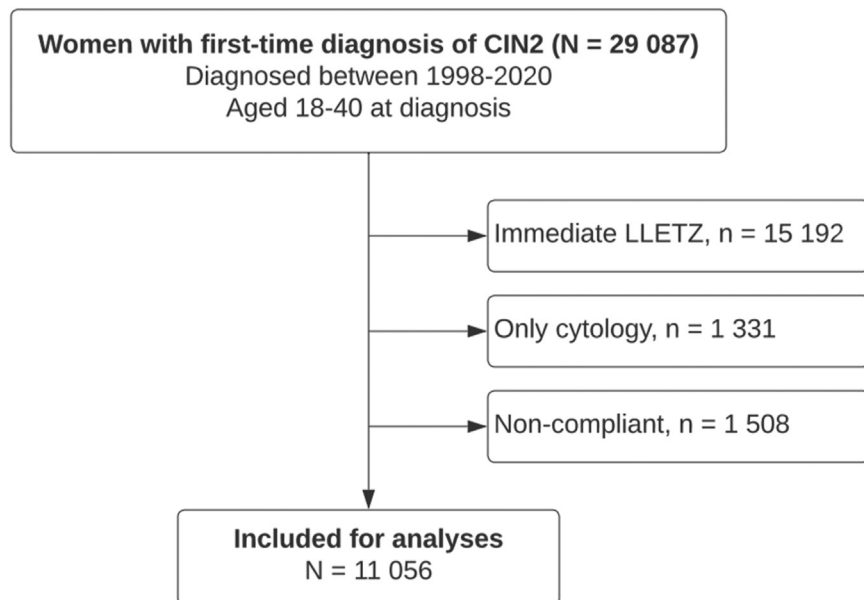 Women with first-time diagnosis of CIN2 (N = 29 087)
Diagnosed between 1998-2020
Aged 18-40 at diagnosis
Immediate LLETZ, n = 15 192
Only cytology, n = 1 331
Non-compliant, n = 1 508
Included for analyses
N = 11 056